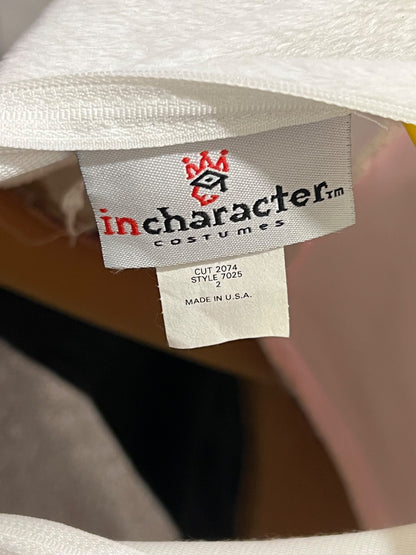 incharacter™
costumes
CUT 2074
STYLE 7025
2
MADE IN U.S.A.